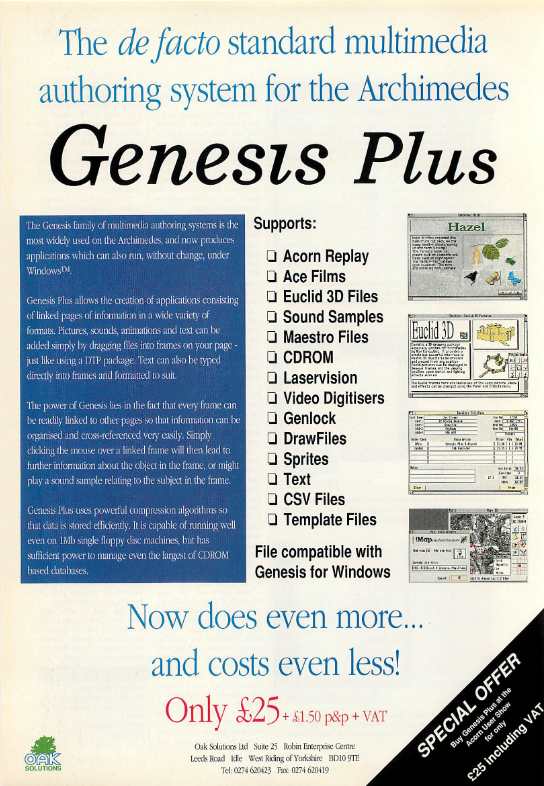 The de facto standard multimedia
authoring system for the Archimedes
Genesis Plus
The Genesis family of multimedia authoring systems is the
most widely used on the Archimedes, and now produces
applications which can also run, without change, under
Windows™.
Genesis Plus allows the creation of applications consisting
of linked pages of information in a wide variety of
formats. Pictures, sounds, animations and text can be
added simply by dragging files into frames on your page -
just like using a DTP package. Text can also be typed
directly into frames and formatted to suit.
The power of Genesis lies in the fact that every frame can
be readily linked to other pages so that information can be
organised and cross-referenced very easily. Simply
clicking the mouse over a linked frame will then lead to
further information about the object in the frame, or might
play a sound sample relating to the subject in the frame.
Genesis Plus uses powerful compression algorithms so
that data is stored efficiently. It is capable of running well
even on 1Mb single floppy disc machines, but has
sufficient power to manage even the largest of CDROM
based databases.
Supports:
❏ Acorn Replay
❏ Ace Films
❏ Euclid 3D Files
❏ Sound Samples
❏ Maestro Files
❏ CDROM
❏ Laservision
❏ Video Digitisers
❏ Genlock
❏ DrawFiles
❏ Sprites
❏ Text
❏ CSV Files
❏ Template Files
File compatible with
Genesis for Windows
Hazel
Euclid 3D
!Map
Now does even more...
and costs even less!
Only £25 + £1.50 p&p + VAT
SPECIAL OFFER
Buy Genesis Plus at the
Acorn User Show
for only
£25 including VAT
OAK
SOLUTIONS
Oak Solutions Ltd Suite 25 Robin Enterprise Centre
Leeds Road Idle West Riding of Yorkshire BD10 9TE
Tel: 0274 620423 Fax: 0274 620419